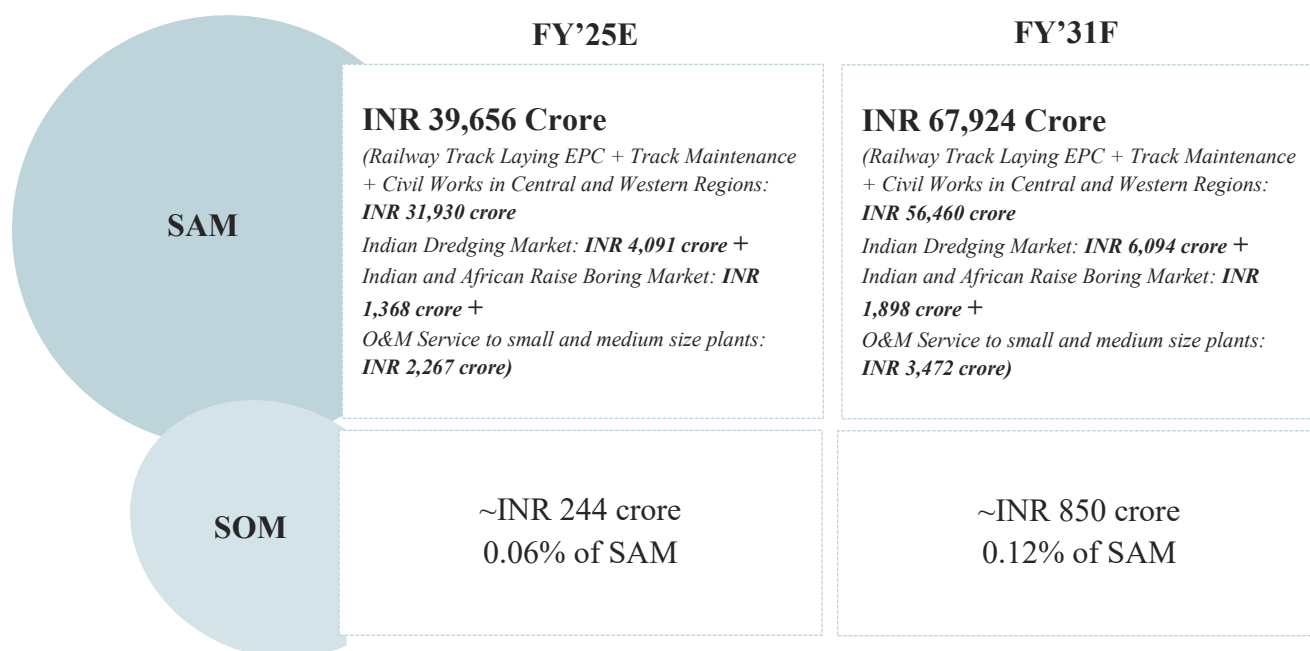 FY’25E
FY’31F
SAM
INR 39,656 Crore
(Railway Track Laying EPC + Track Maintenance
+ Civil Works in Central and Western Regions:
INR 31,930 crore
Indian Dredging Market: INR 4,091 crore +
Indian and African Raise Boring Market: INR
1,368 crore +
O&M Service to small and medium size plants:
INR 2,267 crore)
INR 67,924 Crore
(Railway Track Laying EPC + Track Maintenance
+ Civil Works in Central and Western Regions:
INR 56,460 crore
Indian Dredging Market: INR 6,094 crore +
Indian and African Raise Boring Market: INR
1,898 crore +
O&M Service to small and medium size plants:
INR 3,472 crore)
SOM
~INR 244 crore
0.06% of SAM
~INR 850 crore
0.12% of SAM